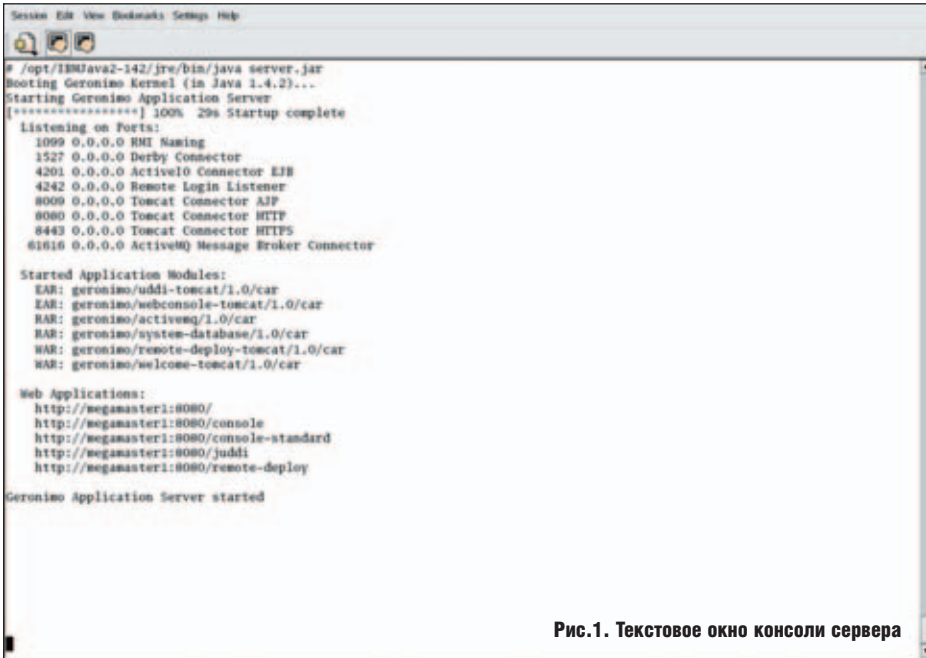 Session Edit View Bookmarks Settings Help
# /opt/IBMJava2-142/jre/bin/java server.jar
Booting Geronimo Kernel (in Java 1.4.2)...
Starting Geronimo Application Server
[*****************] 100% 29s Startup complete
Listening on Ports:
1099 0.0.0.0 RMI Naming
1527 0.0.0.0 Derby Connector
4201 0.0.0.0 ActiveIO Connector EJB
4242 0.0.0.0 Remote Login Listener
8009 0.0.0.0 Tomcat Connector AJP
8080 0.0.0.0 Tomcat Connector HTTP
8443 0.0.0.0 Tomcat Connector HTTPS
61616 0.0.0.0 ActiveMQ Message Broker Connector
Started Application Modules:
EAR: geronimo/uddi-tomcat/1.0/car
EAR: geronimo/webconsole-tomcat/1.0/car
RAR: geronimo/activemq/1.0/car
RAR: geronimo/system-database/1.0/car
WAR: geronimo/remote-deploy-tomcat/1.0/car
WAR: geronimo/welcome-tomcat/1.0/car
Web Applications:
http://megamaster1:8080/
http://megamaster1:8080/console
http://megamaster1:8080/console-standard
http://megamaster1:8080/juddi
http://megamaster1:8080/remote-deploy
Geronimo Application Server started
Рис.1. Текстовое окно консоли сервера